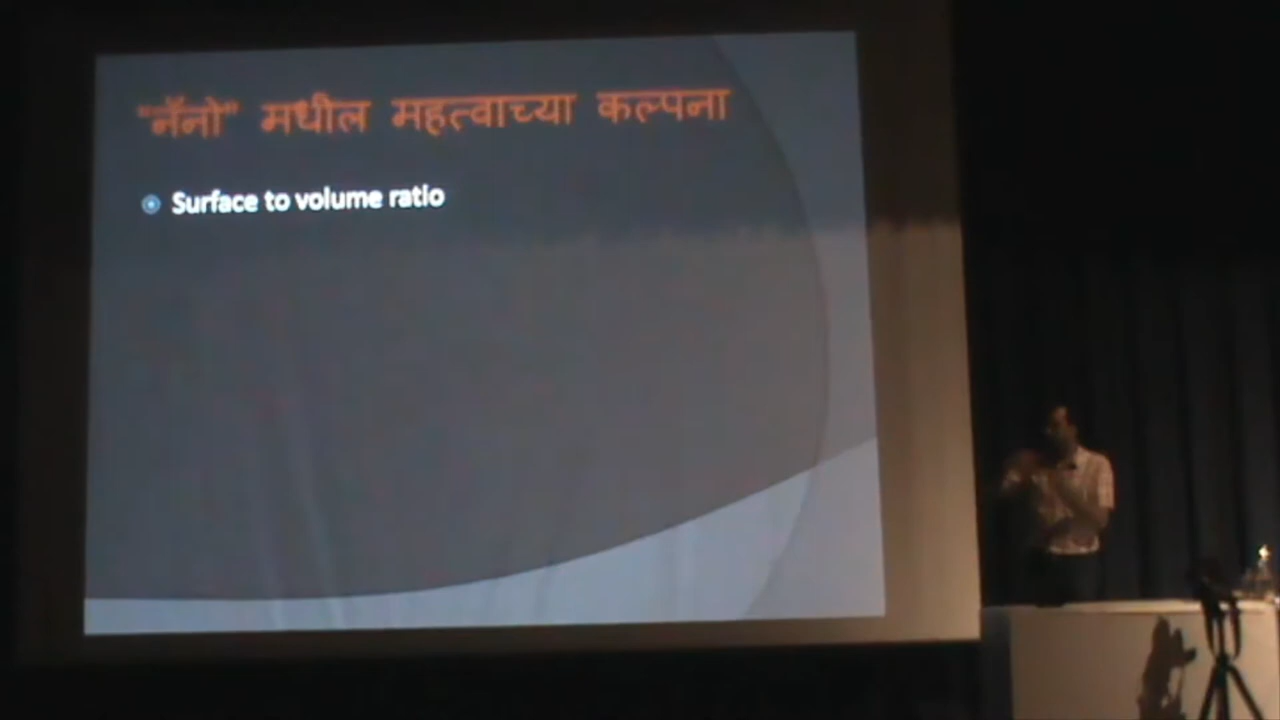 "नॅनो" मधील महत्वाच्या कल्पना
Surface to volume ratio